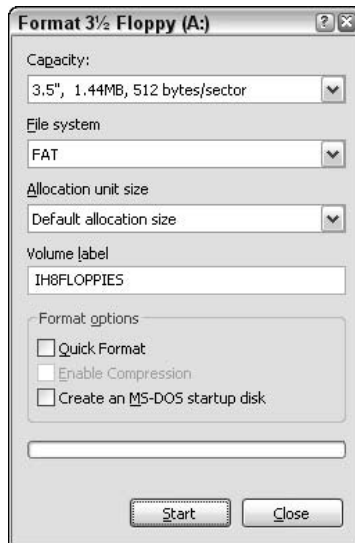 Format 3½ Floppy (A:)
Capacity:
3.5", 1.44MB, 512 bytes/sector
File system
FAT
Allocation unit size
Default allocation size
Volume label
IH8FLOPPIES
Format options
Quick Format
Enable Compression
Create an MS-DOS startup disk
Start Close